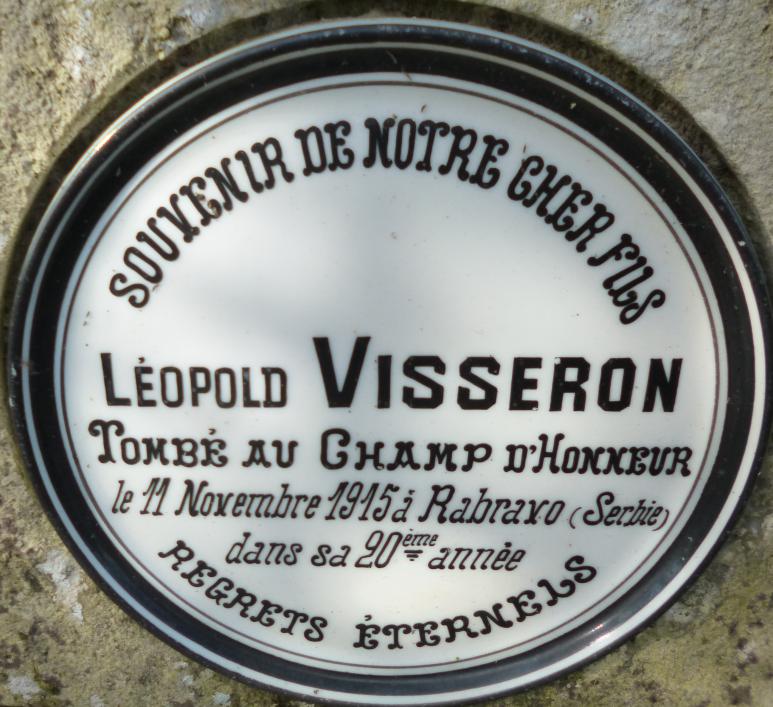 SOUVENIR DE NOTRE CHER FILS
LÉOPOLD VISSERON
TOMBÉ AU CHAMP D'HONNEUR
le 11 Novembre 1915 à Rabravo (Serbie)
dans sa 20ème année
REGRETS ÉTERNELS